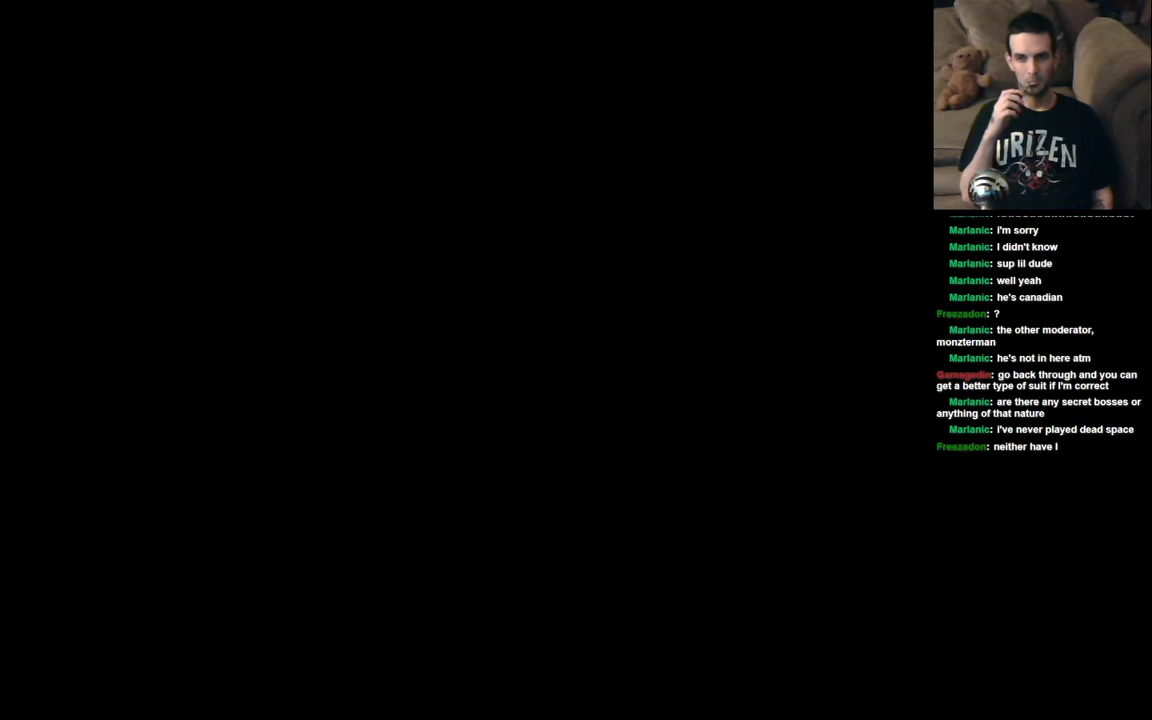 URIZEN
Marlanic: i'm sorry
Marlanic: I didn't know
Marlanic: sup lil dude
Marlanic: well yeah
Marlanic: he's canadian
Freezadon: ?
Marlanic: the other moderator,
monzterman
Marlanic: he's not in here atm
Gamagedin: go back through and you can
get a better type of suit if I'm correct
Marlanic: are there any secret bosses or
anything of that nature
Marlanic: i've never played dead space
Freezadon: neither have I